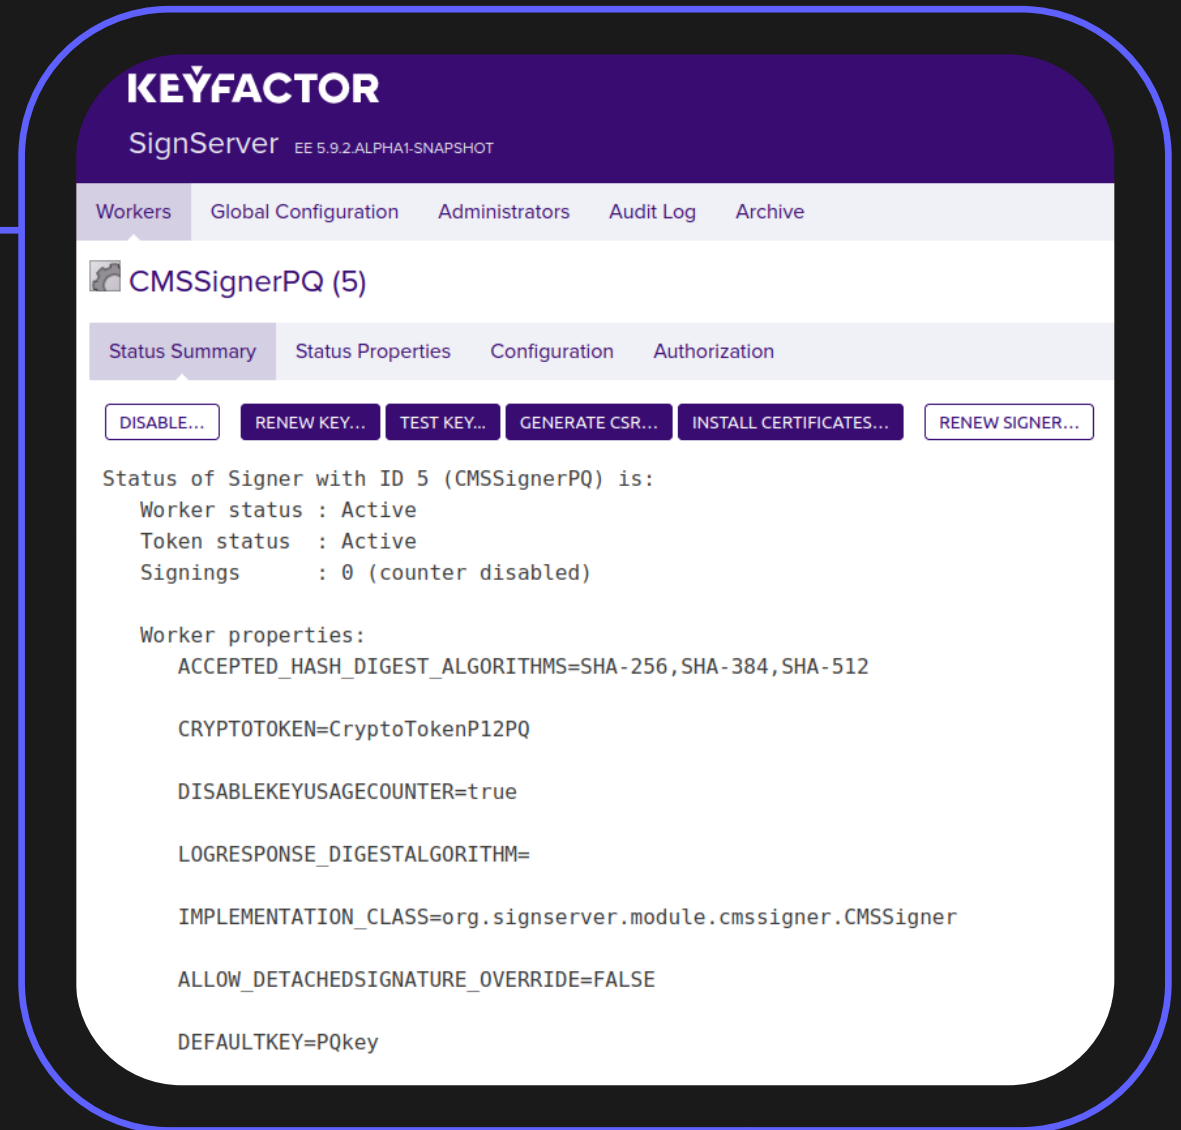 KEYFACTOR
SignServer EE 5.9.2.ALPHA1-SNAPSHOT
Workers Global Configuration Administrators Audit Log Archive
CMSSignerPQ (5)
Status Summary Status Properties Configuration Authorization
DISABLE... RENEW KEY... TEST KEY... GENERATE CSR... INSTALL CERTIFICATES... RENEW SIGNER...
Status of Signer with ID 5 (CMSSignerPQ) is:
Worker status : Active
Token status : Active
Signings : 0 (counter disabled)
Worker properties:
ACCEPTED_HASH_DIGEST_ALGORITHMS=SHA-256,SHA-384,SHA-512
CRYPTOTOKEN=CryptoTokenP12PQ
DISABLEKEYUSAGECOUNTER=true
LOGRESPONSE_DIGESTALGORITHM=
IMPLEMENTATION_CLASS=org.signserver.module.cmssigner.CMSSigner
ALLOW_DETACHEDSIGNATURE_OVERRIDE=FALSE
DEFAULTKEY=PQkey